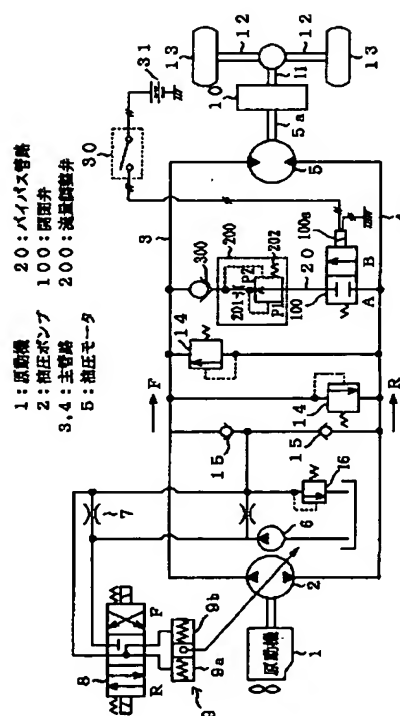 1：原動機
2：油圧ポンプ
3,4：主管路
5：油圧モータ
20：バイパス管路
100：開閉弁
200：流量調整弁
30
31
13
12
10
11
12
13
5a
5
3
300
200
201
P2
P1
202
20
100a
100
A
B
4
14
F
14
R
15
15
7
16
6
8
R
F
9a
9b
9
2
原動機
1